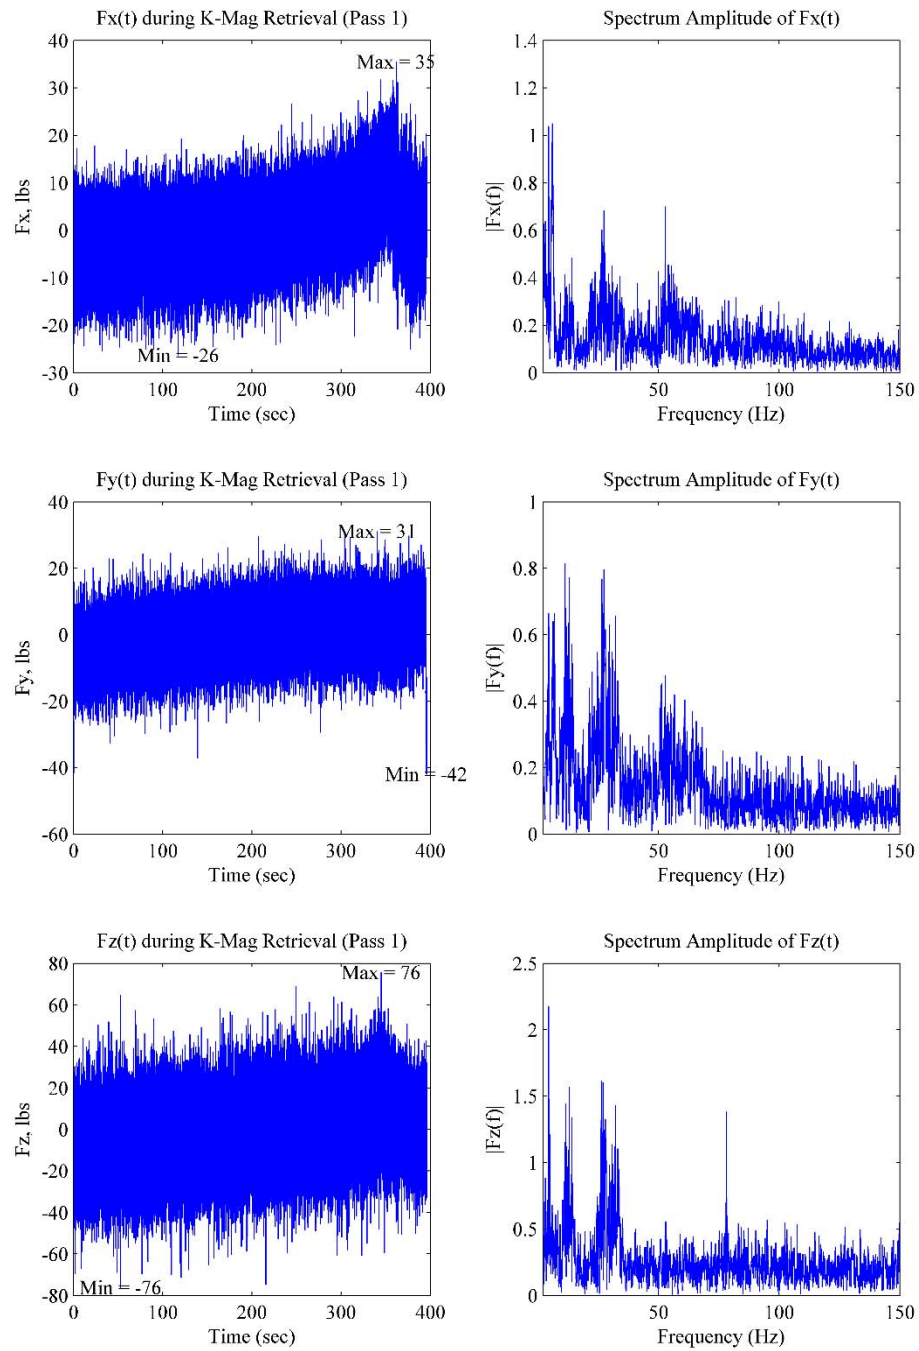 Fx(t) during K-Mag Retrieval (Pass 1)
Max = 35
Min = -26
Fx, lbs
40
30
20
10
0
-10
-20
-30
0 100 200 300 400
Time (sec)
Spectrum Amplitude of Fx(t)
|Fx(f)|
1.4
1.2
1
0.8
0.6
0.4
0.2
0
50 100 150
Frequency (Hz)
Fy(t) during K-Mag Retrieval (Pass 1)
Max = 31
Min = -42
Fy, lbs
40
20
0
-20
-40
-60
0 100 200 300 400
Time (sec)
Spectrum Amplitude of Fy(t)
|Fy(f)|
1
0.8
0.6
0.4
0.2
0
50 100 150
Frequency (Hz)
Fz(t) during K-Mag Retrieval (Pass 1)
Max = 76
Min = -76
Fz, lbs
80
60
40
20
0
-20
-40
-60
-80
0 100 200 300 400
Time (sec)
Spectrum Amplitude of Fz(t)
|Fz(f)|
2.5
2
1.5
1
0.5
0
50 100 150
Frequency (Hz)